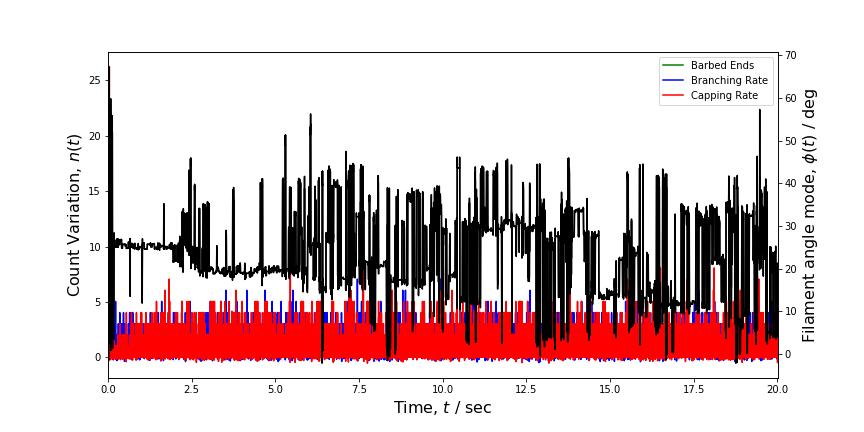 Barbed Ends
Branching Rate
Capping Rate
Count Variation, n(t)
25
20
15
10
5
0
70
60
50
40
30
20
10
0
Filament angle mode, ϕ(t) / deg
0.0 2.5 5.0 7.5 10.0 12.5 15.0 17.5 20.0
Time, t / sec